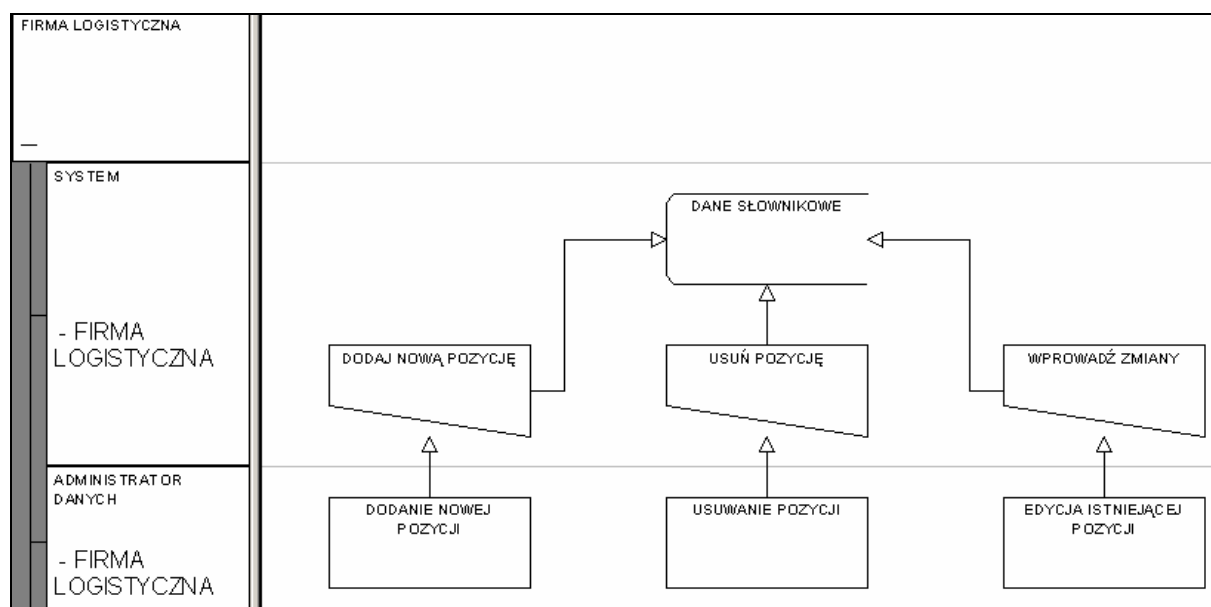 FIRMA LOGISTYCZNA
SYSTEM
- FIRMA
LOGISTYCZNA
DANE SŁOWNIKOWE
DODAJ NOWĄ POZYCJĘ
USUŃ POZYCJĘ
WPROWADŹ ZMIANY
ADMINISTRATOR
DANYCH
- FIRMA
LOGISTYCZNA
DODANIE NOWEJ
POZYCJI
USUWANIE POZYCJI
EDYCJA ISTNIEJĄCEJ
POZYCJI